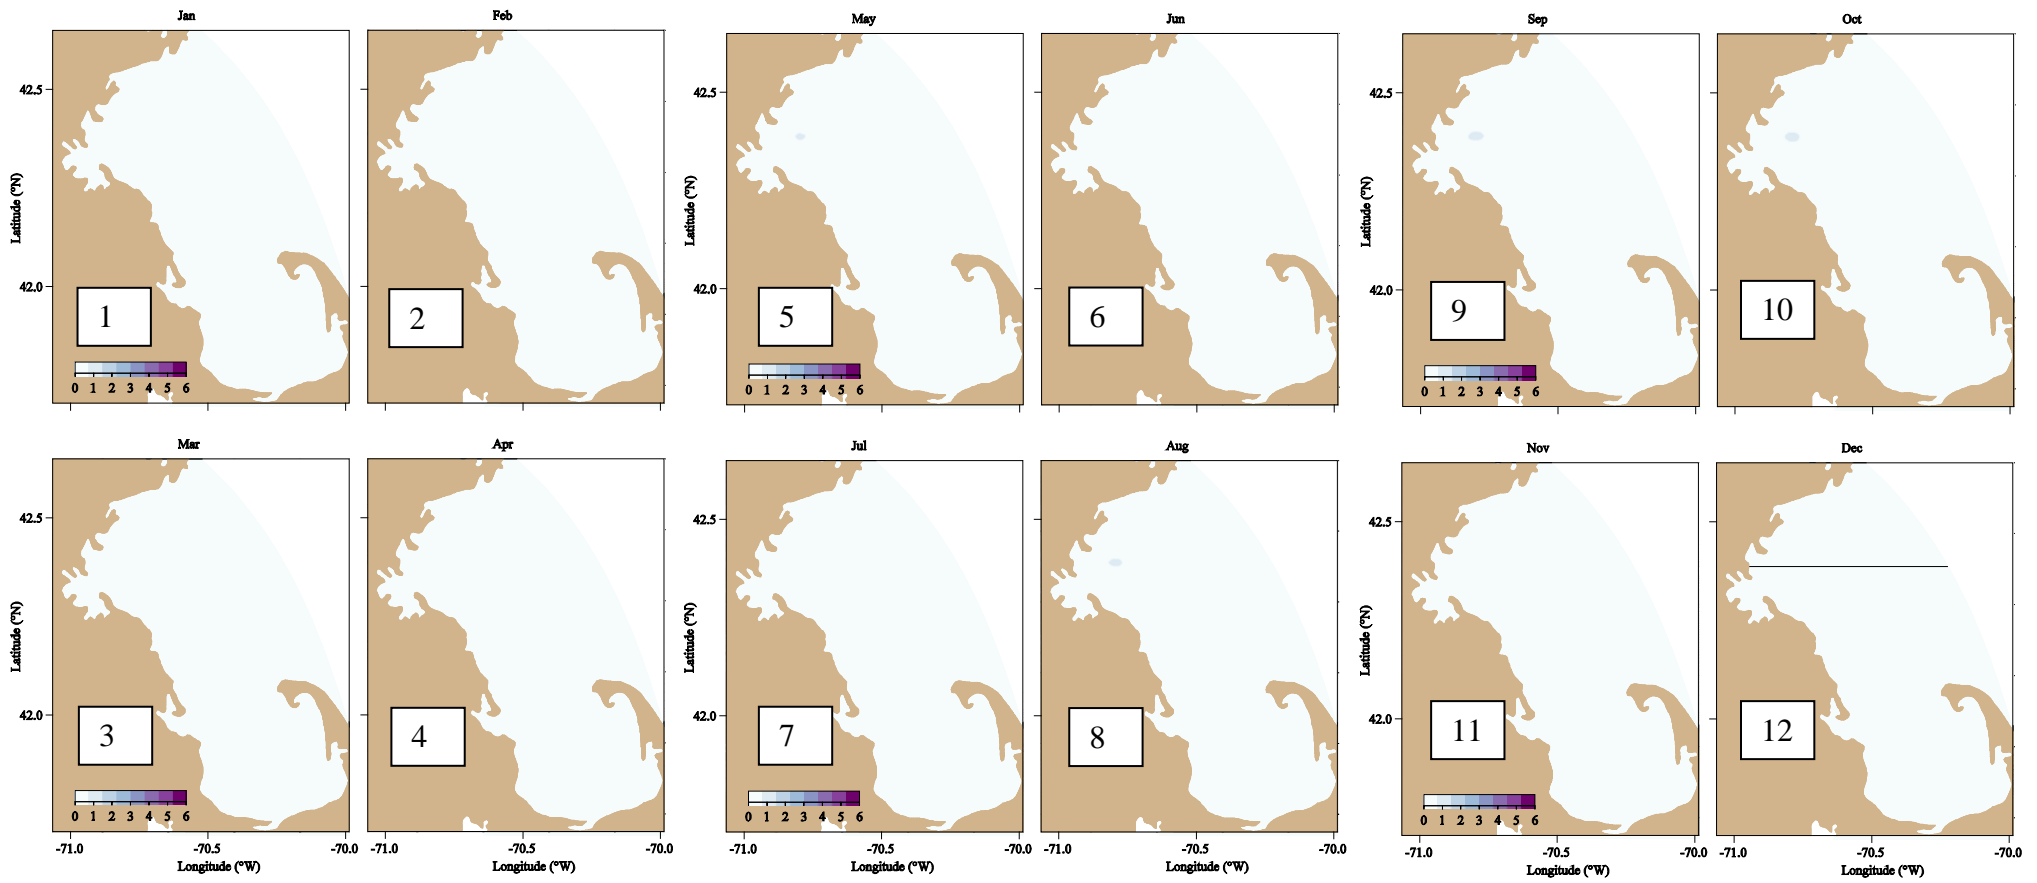 Jan Feb May Jun Sep Oct
42.5 42.5 42.5
Latitude (°N) Latitude (°N) Latitude (°N)
42.0 42.0 42.0
1 2 5 6 9 10
0 1 2 3 4 5 6 0 1 2 3 4 5 6 0 1 2 3 4 5 6
Mar Apr Jul Aug Nov Dec
42.5 42.5 42.5
Latitude (°N) Latitude (°N) Latitude (°N)
42.0 42.0 42.0
3 4 7 8 11 12
0 1 2 3 4 5 6 0 1 2 3 4 5 6 0 1 2 3 4 5 6
-71.0 -70.5 -70.0 -71.0 -70.5 -70.0 -71.0 -70.5 -70.0 -71.0 -70.5 -70.0 -71.0 -70.5 -70.0 -71.0 -70.5 -70.0
Longitude (°W) Longitude (°W) Longitude (°W) Longitude (°W) Longitude (°W) Longitude (°W)